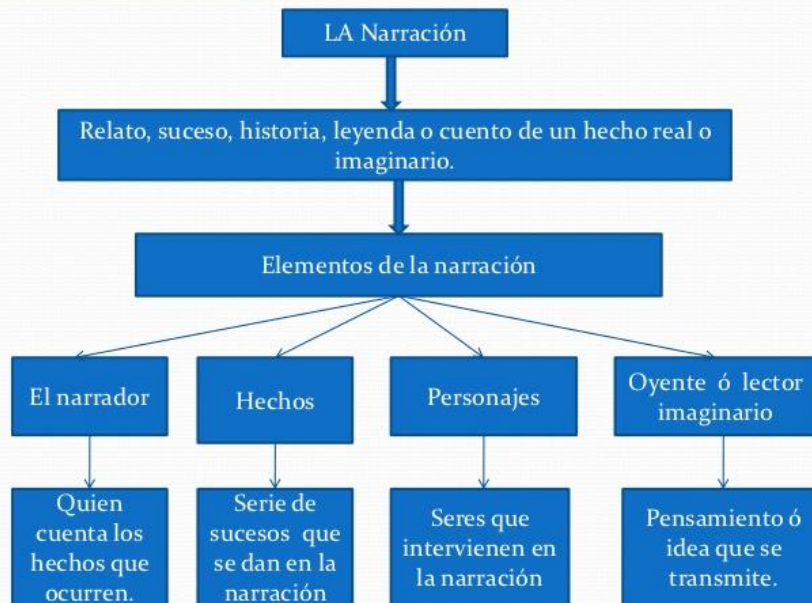 LA Narración
Relato, suceso, historia, leyenda o cuento de un hecho real o
imaginario.
Elementos de la narración
El narrador
Hechos
Personajes
Oyente ó lector
imaginario
Quien
cuenta los
hechos que
ocurren.
Serie de
sucesos que
se dan en la
narración
Seres que
intervienen en
la narración
Pensamiento ó
idea que se
transmite.